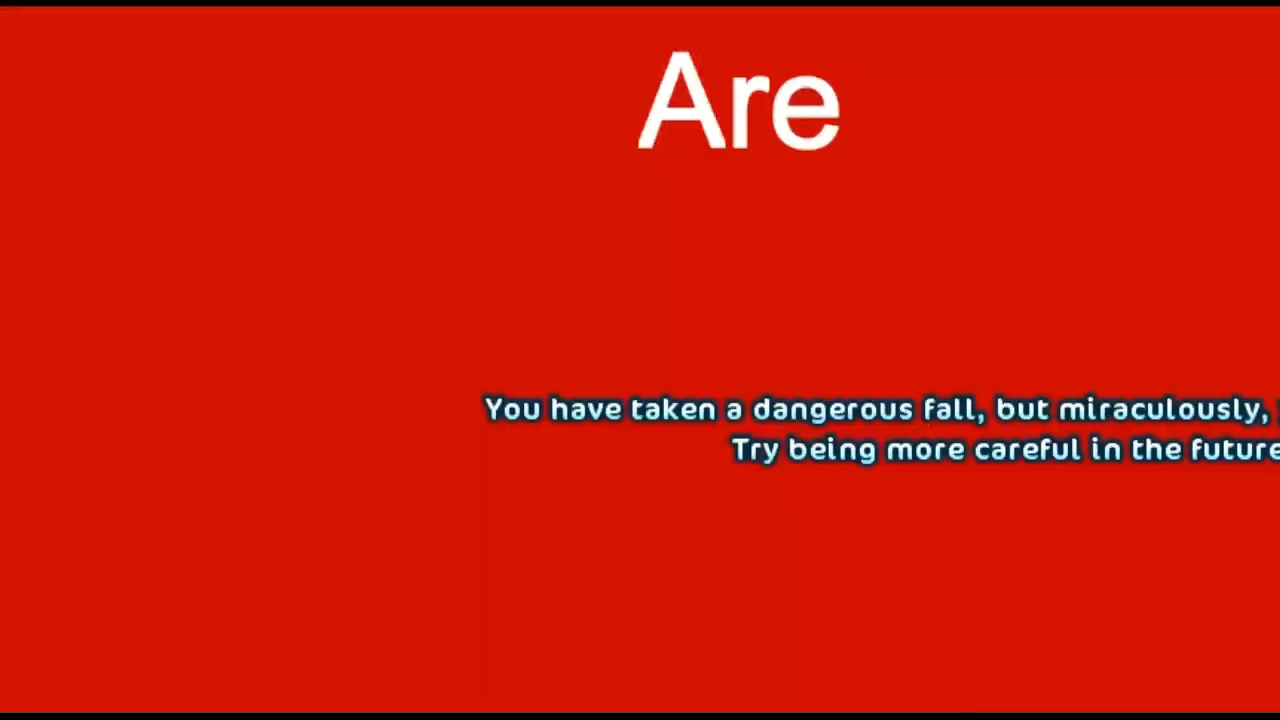 Are
You have taken a dangerous fall, but miraculously,
Try being more careful in the future